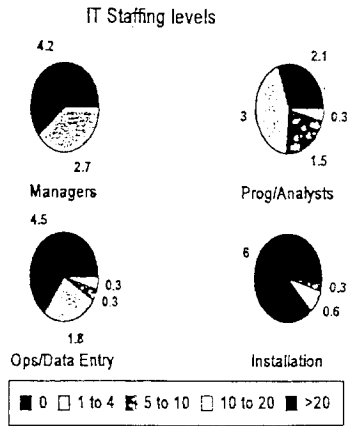 IT Staffing levels
4.2
2.7
Managers
2.1
3
0.3
1.5
Prog/Analysts
4.5
0.3
0.3
1.8
Ops/Data Entry
6
0.3
0.6
Installation
0 1 to 4 5 to 10 10 to 20 >20